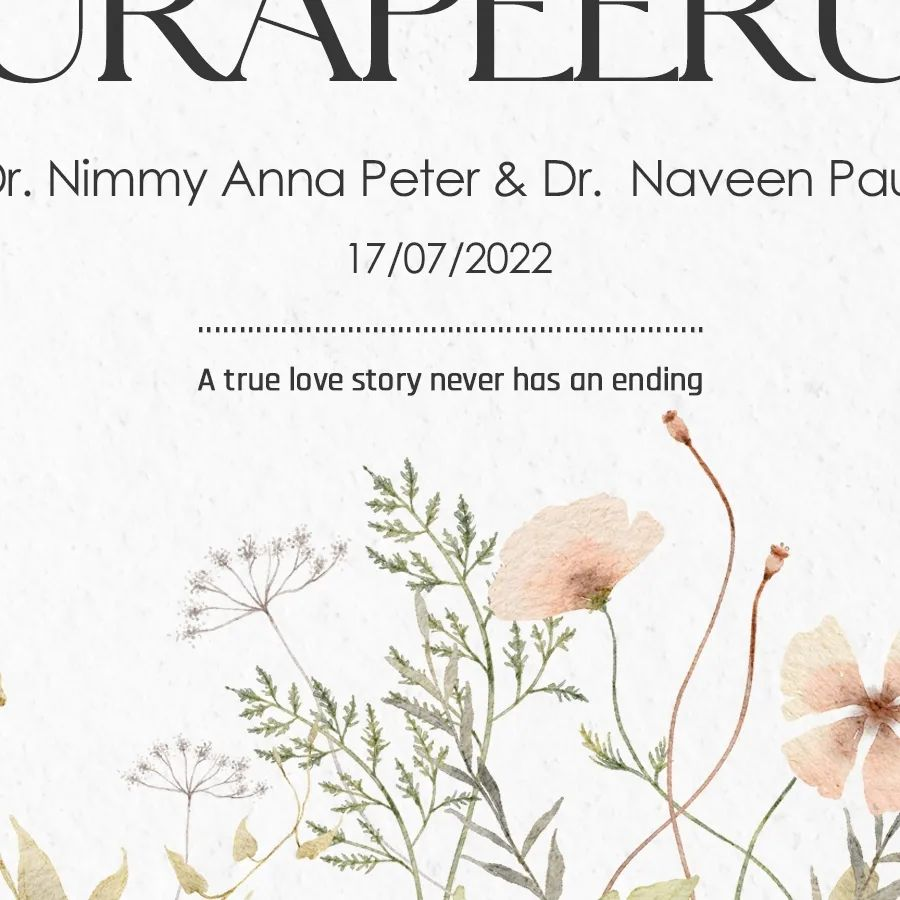 URAPEERU
Dr. Nimmy Anna Peter & Dr. Naveen Pau
17/07/2022
A true love story never has an ending